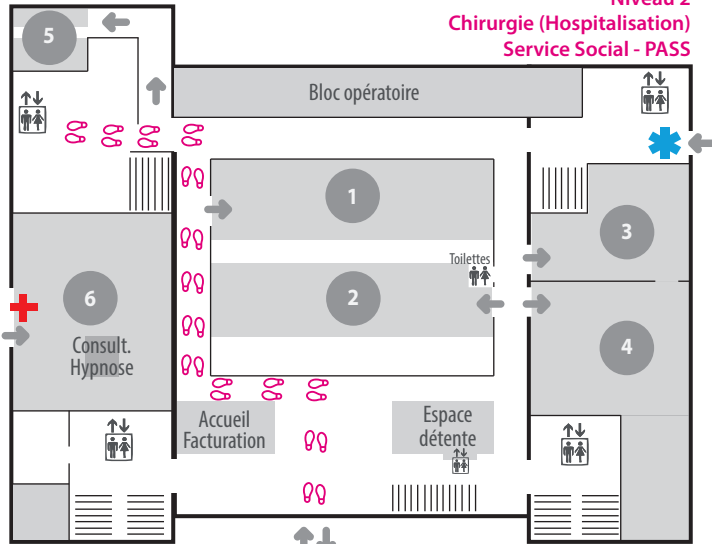 Niveau 2
Chirurgie (Hospitalisation)
Service Social - PASS
5
Bloc opératoire
1
3
Toilettes
6
2
4
Consult.
Hypnose
Accueil
Facturation
Espace
détente